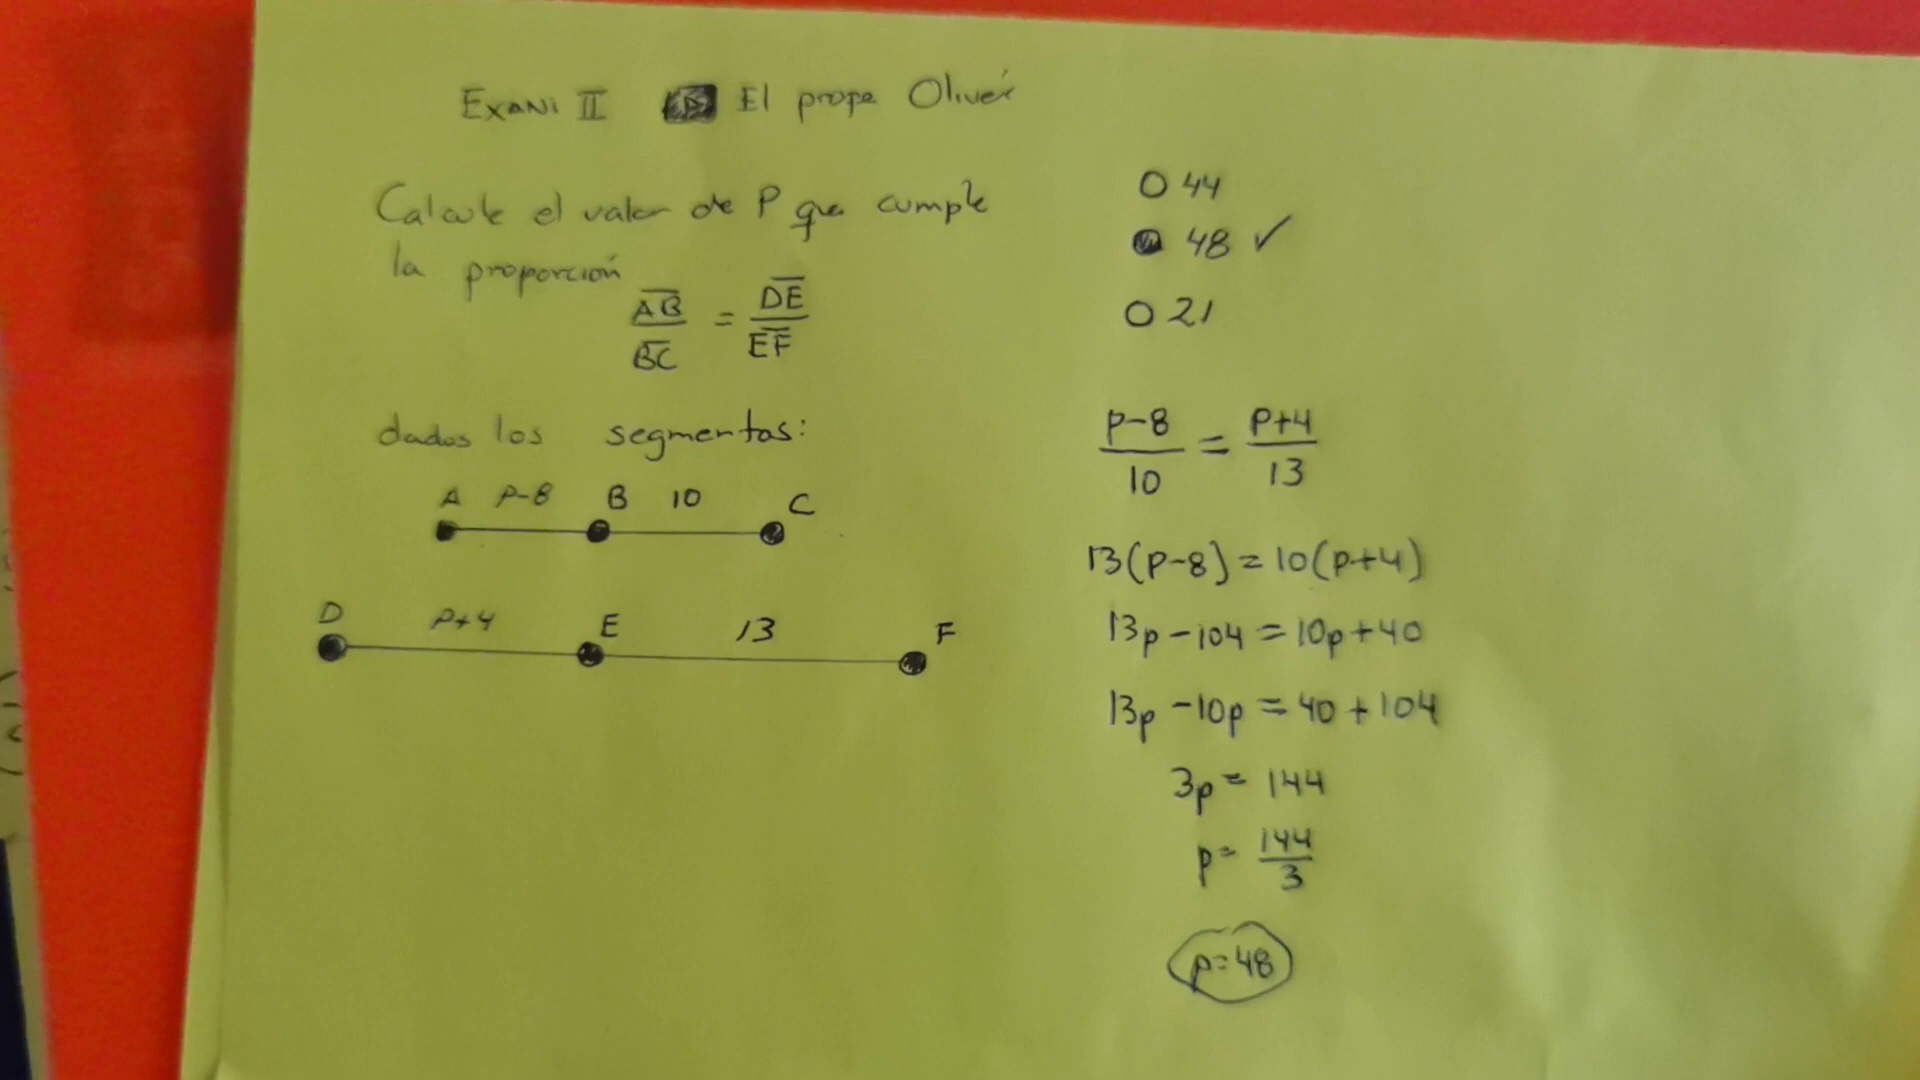 EXANI II El profe Oliver
Calcule el valor de P que cumple
la proporción
AB/BC = DE/EF
dados los segmentos:
A P-8 B 10 C
D P+4 E 13 F
44
48 ✓
21
(p-8)/10 = (P+4)/13
13(p-8)=10(p+4)
13p-104=10p+40
13p-10p=40+104
3p=144
p=144/3
p=48